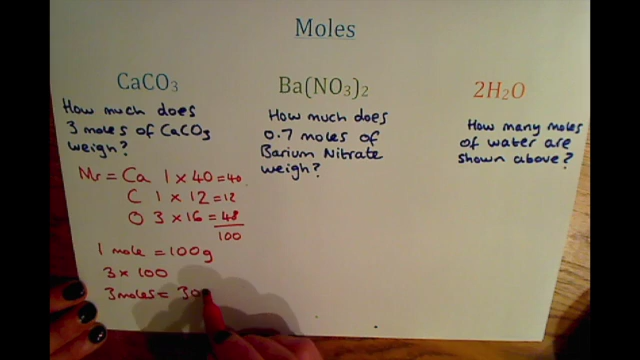 Moles
CaCO₃
How much does
3 moles of CaCO₃
weigh?
Mr = Ca 1 × 40 = 40
C 1 × 12 = 12
O 3 × 16 = 48
100
1 mole = 100g
3 × 100
3 moles = 30
Ba(NO₃)₂
How much does
0.7 moles of
Barium Nitrate
weigh?
2H₂O
How many moles
of water are
shown above?